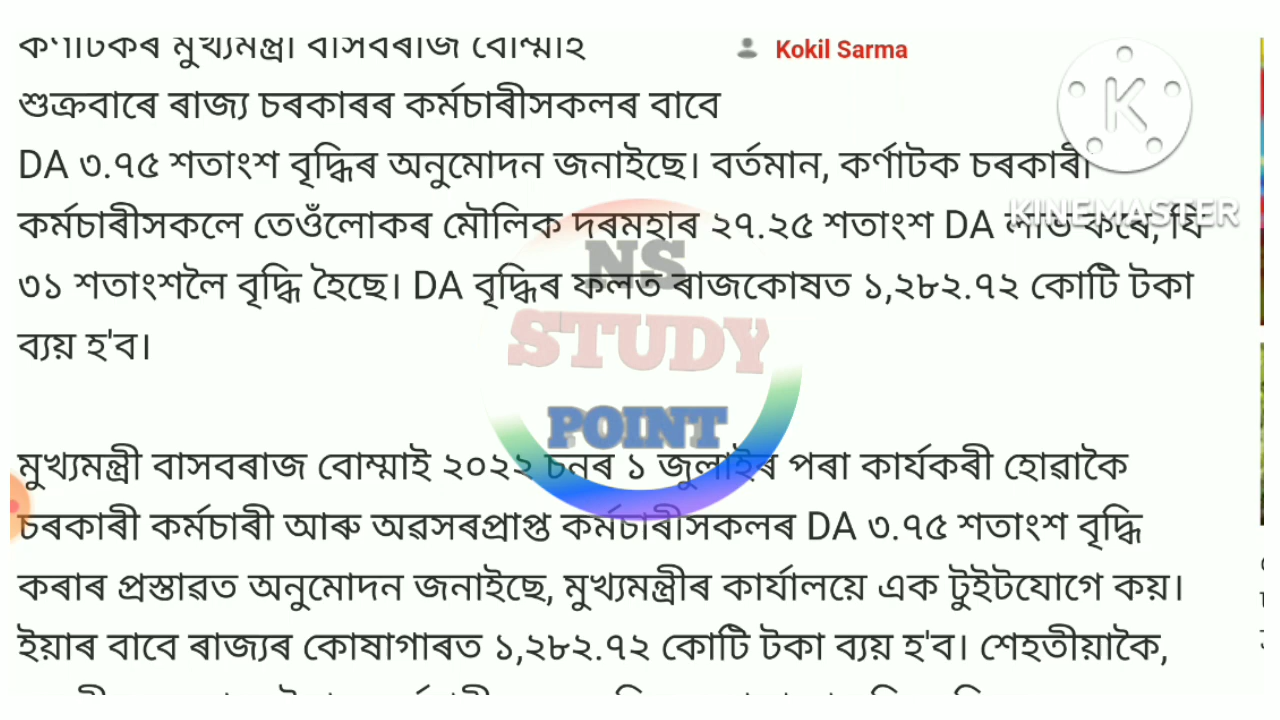 কৰ্ণাটকৰ মুখ্যমন্ত্ৰী বাসবৰাজ বোম্মাই
Kokil Sarma
শুক্ৰবাৰে ৰাজ্য চৰকাৰৰ কৰ্মচাৰীসকলৰ বাবে
DA ৩.৭৫ শতাংশ বৃদ্ধিৰ অনুমোদন জনাইছে। বৰ্তমান, কৰ্ণাটক চৰকাৰী
কৰ্মচাৰীসকলে তেওঁলোকৰ মৌলিক দৰমহাৰ ২৭.২৫ শতাংশ DA লাভ কৰে, যি
৩১ শতাংশলৈ বৃদ্ধি হৈছে। DA বৃদ্ধিৰ ফলত ৰাজকোষত ১,২৮২.৭২ কোটি টকা
ব্যয় হ'ব।
মুখ্যমন্ত্ৰী বাসবৰাজ বোম্মাই ২০২২ চনৰ ১ জুলাইৰ পৰা কাৰ্যকৰী হোৱাকৈ
চৰকাৰী কৰ্মচাৰী আৰু অৱসৰপ্ৰাপ্ত কৰ্মচাৰীসকলৰ DA ৩.৭৫ শতাংশ বৃদ্ধি
কৰাৰ প্ৰস্তাৱত অনুমোদন জনাইছে, মুখ্যমন্ত্ৰীৰ কাৰ্যালয়ে এক টুইটযোগে কয়।
ইয়াৰ বাবে ৰাজ্যৰ কোষাগাৰত ১,২৮২.৭২ কোটি টকা ব্যয় হ'ব। শেহতীয়াকৈ,
K
KINEMASTER
NS
STUDY
POINT